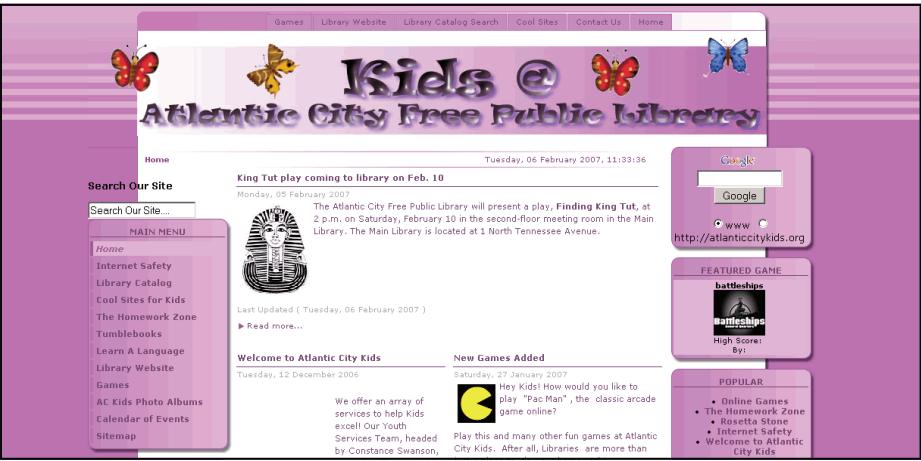 Games Library Website Library Catalog Search Cool Sites Contact Us Home
Kids @
Atlantic City Free Public Library
Home
Tuesday, 06 February 2007, 11:33:36
Search Our Site
Search Our Site....
MAIN MENU
Home
Internet Safety
Library Catalog
Cool Sites for Kids
The Homework Zone
Tumblebooks
Learn A Language
Library Website
Games
AC Kids Photo Albums
Calendar of Events
Sitemap
King Tut play coming to library on Feb. 10
Monday, 05 February 2007
The Atlantic City Free Public Library will present a play, Finding King Tut, at
2 p.m. on Saturday, February 10 in the second-floor meeting room in the Main
Library. The Main Library is located at 1 North Tennessee Avenue.
Last Updated ( Tuesday, 06 February 2007 )
Read more...
Welcome to Atlantic City Kids
Tuesday, 12 December 2006
We offer an array of
services to help Kids
excel!! Our Youth
Services Team, headed
by Constance Swanson,
New Games Added
Saturday, 27 January 2007
Hey Kids! How would you like to
play "Pac Man" , the classic arcade
game online?
Play this and many other fun games at Atlantic
City Kids. After all, Libraries are more than
Google
Google
www
http://atlanticcitykids.org
FEATURED GAME
battleships
Battleships
High Score:
By:
POPULAR
• Online Games
• The Homework Zone
• Rosetta Stone
• Internet Safety
• Welcome to Atlantic
City Kids